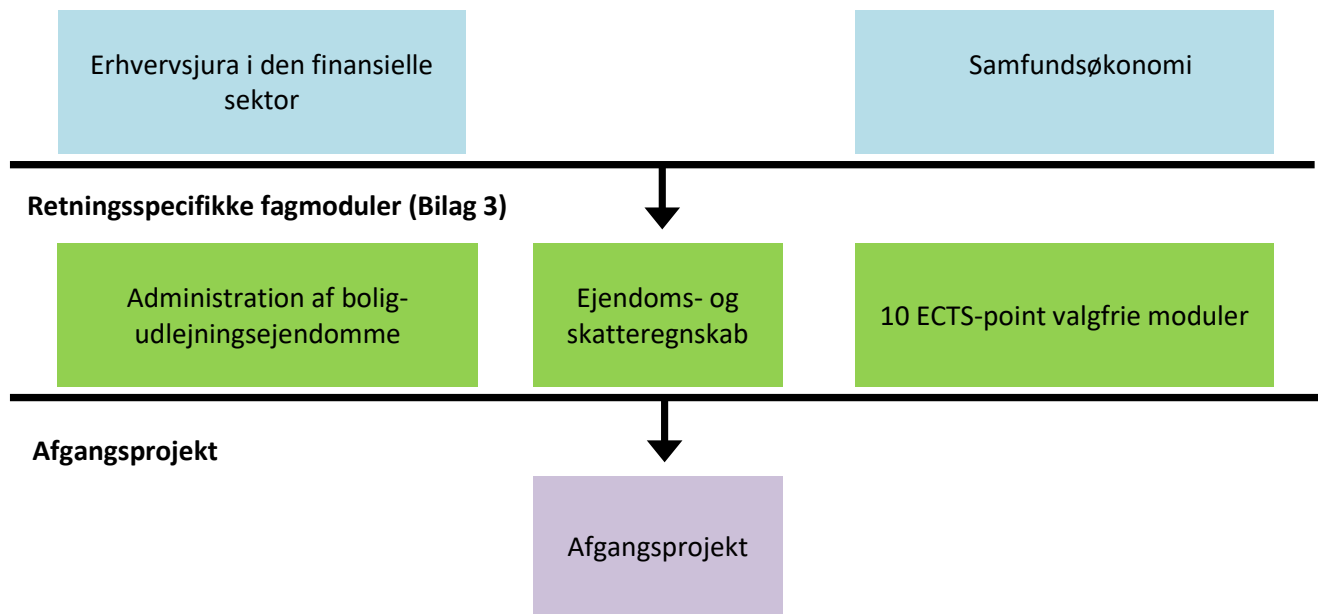 Erhvervsjura i den finansielle
sektor
Samfundsøkonomi
Retningsspecifikke fagmoduler (Bilag 3)
Administration af bolig-
udlejningsejendomme
Ejendoms- og
skatteregnskab
10 ECTS-point valgfrie moduler
Afgangsprojekt
Afgangsprojekt